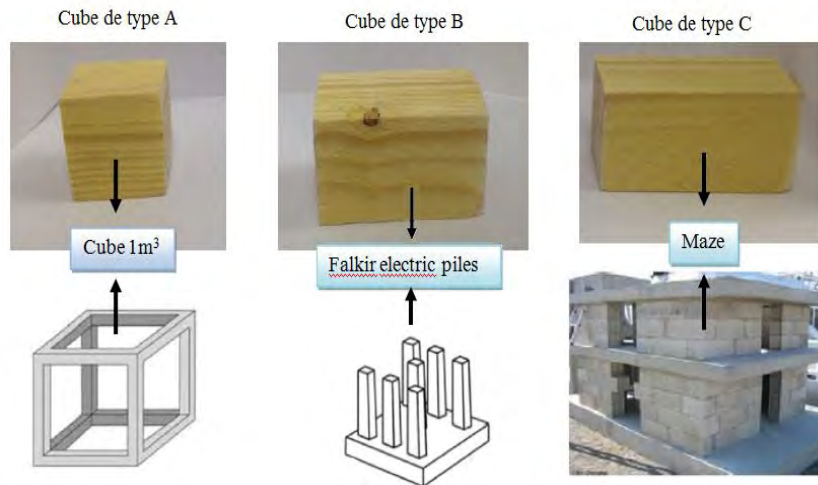 Cube de type A
Cube de type B
Cube de type C
Cube 1m³
Falkir electric piles
Maze